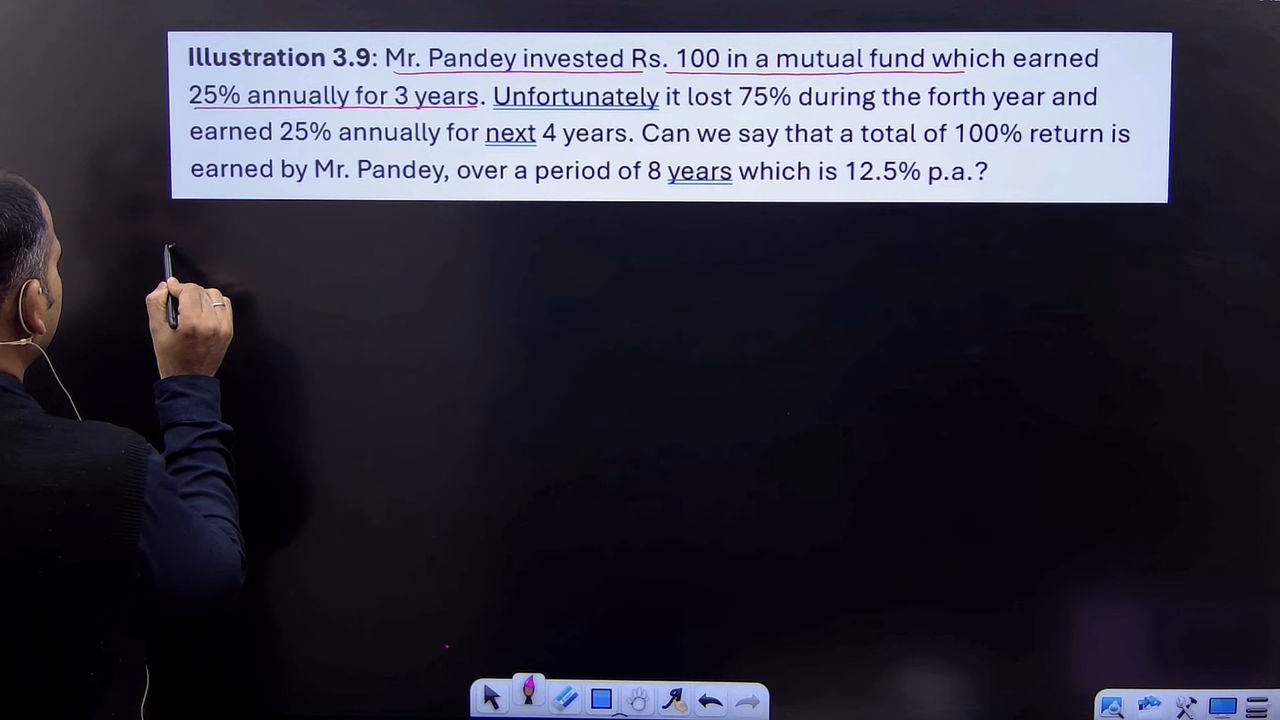 Illustration 3.9: Mr. Pandey invested Rs. 100 in a mutual fund which earned
25% annually for 3 years. Unfortunately it lost 75% during the forth year and
earned 25% annually for next 4 years. Can we say that a total of 100% return is
earned by Mr. Pandey, over a period of 8 years which is 12.5% p.a.?